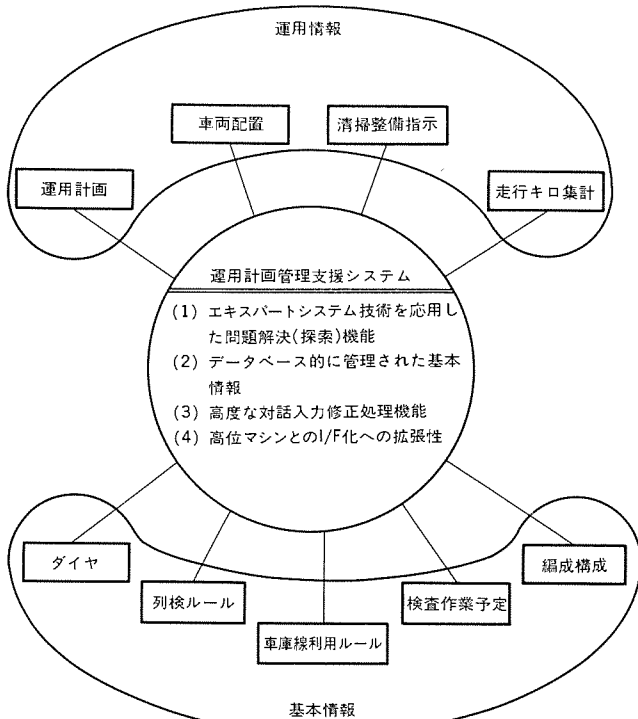 運用情報
車両配置
清掃整備指示
運用計画
走行キロ集計
運用計画管理支援システム
(1) エキスパートシステム技術を応用し
た問題解決(探索)機能
(2) データベース的に管理された基本
情報
(3) 高度な対話入力修正処理機能
(4) 高位マシンとのI/F化への拡張性
ダイヤ
列検ルール
車庫線利用ルール
検査作業予定
編成構成
基本情報